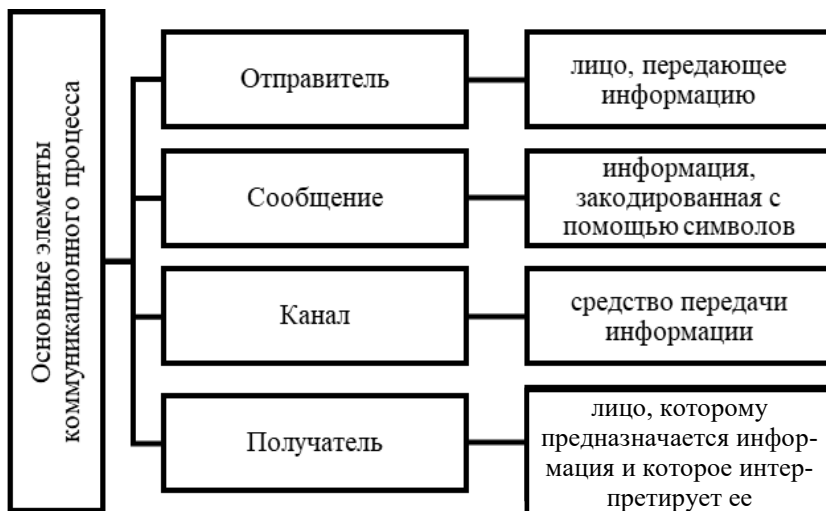 Основные элементы
коммуникационного процесса
Отправитель
лицо, передающее
информацию
Сообщение
информация,
закодированная с
помощью символов
Канал
средство передачи
информации
Получатель
лицо, которому
предназначается инфор-
мация и которое интер-
претирует ее